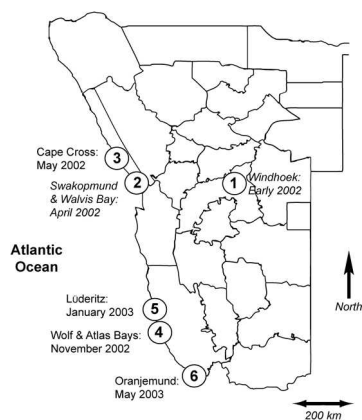 Cape Cross:
May 2002
3
Swakopmund
& Walvis Bay:
April 2002
2
1
Windhoek:
Early 2002
Atlantic
Ocean
Lüderitz:
January 2003
5
Wolf & Atlas Bays:
November 2002
4
Oranjemund:
May 2003
6
North
200 km